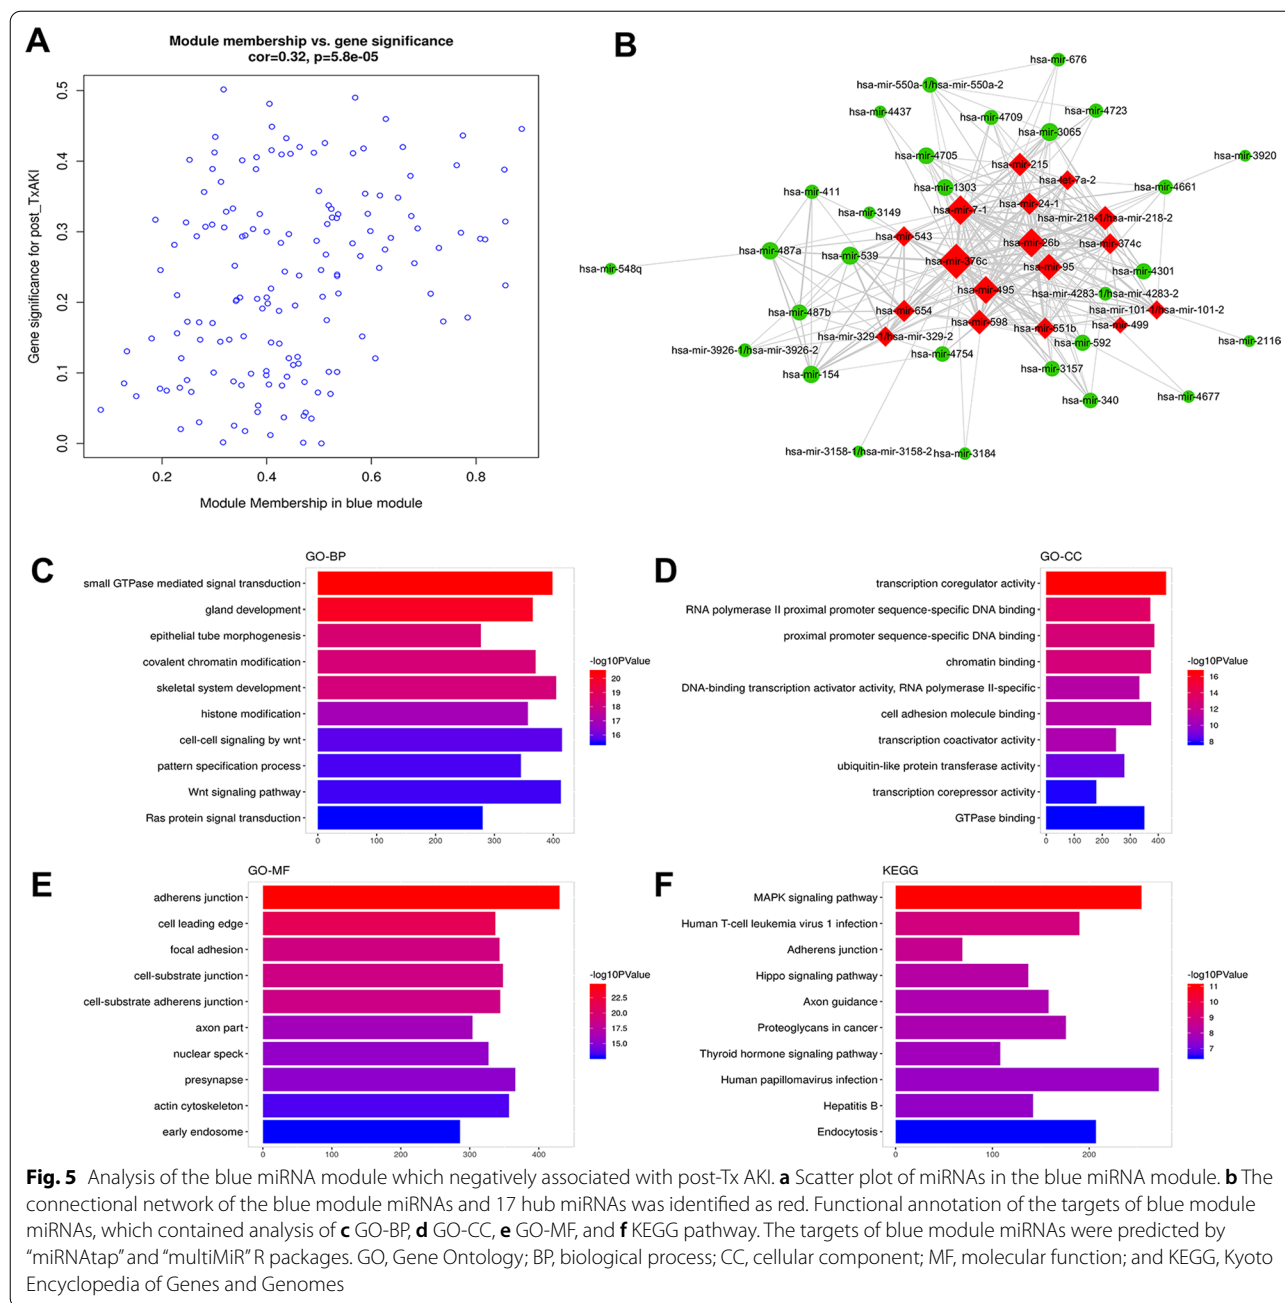 A
Module membership vs. gene significance
cor=0.32, p=5.8e-05
Gene significance for post_TxAKI
0.5
0.4
0.3
0.2
0.1
0.0
0.2 0.4 0.6 0.8
Module Membership in blue module
B
hsa-mir-676
hsa-mir-550a-1/hsa-mir-550a-2
hsa-mir-4437
hsa-mir-4709
hsa-mir-4723
hsa-mir-3065
hsa-mir-4705
hsa-mir-215
hsa-mir-3920
hsa-let-7a-2
hsa-mir-1303
hsa-mir-4661
hsa-mir-411
hsa-mir-24-1
hsa-mir-3149
hsa-mir-7-1
hsa-mir-218-1/hsa-mir-218-2
hsa-mir-543
hsa-mir-26b
hsa-mir-374c
hsa-mir-487a
hsa-mir-539
hsa-mir-376c
hsa-mir-95
hsa-mir-548q
hsa-mir-4301
hsa-mir-495
hsa-mir-4283-1/hsa-mir-4283-2
hsa-mir-487b
hsa-mir-654
hsa-mir-101-1/hsa-mir-101-2
hsa-mir-598
hsa-mir-551b
hsa-mir-499
hsa-mir-329-1/hsa-mir-329-2
hsa-mir-592
hsa-mir-2116
hsa-mir-3926-1/hsa-mir-3926-2
hsa-mir-4754
hsa-mir-154
hsa-mir-3157
hsa-mir-340
hsa-mir-4677
hsa-mir-3158-1/hsa-mir-3158-2
hsa-mir-3184
C
GO-BP
small GTPase mediated signal transduction
gland development
epithelial tube morphogenesis
covalent chromatin modification
skeletal system development
histone modification
cell-cell signaling by wnt
pattern specification process
Wnt signaling pathway
Ras protein signal transduction
0 100 200 300 400
-log10PValue
20
19
18
17
16
D
GO-CC
transcription coregulator activity
RNA polymerase II proximal promoter sequence-specific DNA binding
proximal promoter sequence-specific DNA binding
chromatin binding
DNA-binding transcription activator activity, RNA polymerase II-specific
cell adhesion molecule binding
transcription coactivator activity
ubiquitin-like protein transferase activity
transcription corepressor activity
GTPase binding
0 100 200 300 400
-log10PValue
16
14
12
10
8
E
GO-MF
adherens junction
cell leading edge
focal adhesion
cell-substrate junction
cell-substrate adherens junction
axon part
nuclear speck
presynapse
actin cytoskeleton
early endosome
0 100 200 300 400
-log10PValue
22.5
20.0
17.5
15.0
F
KEGG
MAPK signaling pathway
Human T-cell leukemia virus 1 infection
Adherens junction
Hippo signaling pathway
Axon guidance
Proteoglycans in cancer
Thyroid hormone signaling pathway
Human papillomavirus infection
Hepatitis B
Endocytosis
0 100 200
-log10PValue
11
10
9
8
7
Fig. 5 Analysis of the blue miRNA module which negatively associated with post-Tx AKI. a Scatter plot of miRNAs in the blue miRNA module. b The
connectional network of the blue module miRNAs and 17 hub miRNAs was identified as red. Functional annotation of the targets of blue module
miRNAs, which contained analysis of c GO-BP, d GO-CC, e GO-MF, and f KEGG pathway. The targets of blue module miRNAs were predicted by
“miRNAtap” and “multiMiR” R packages. GO, Gene Ontology; BP, biological process; CC, cellular component; MF, molecular function; and KEGG, Kyoto
Encyclopedia of Genes and Genomes